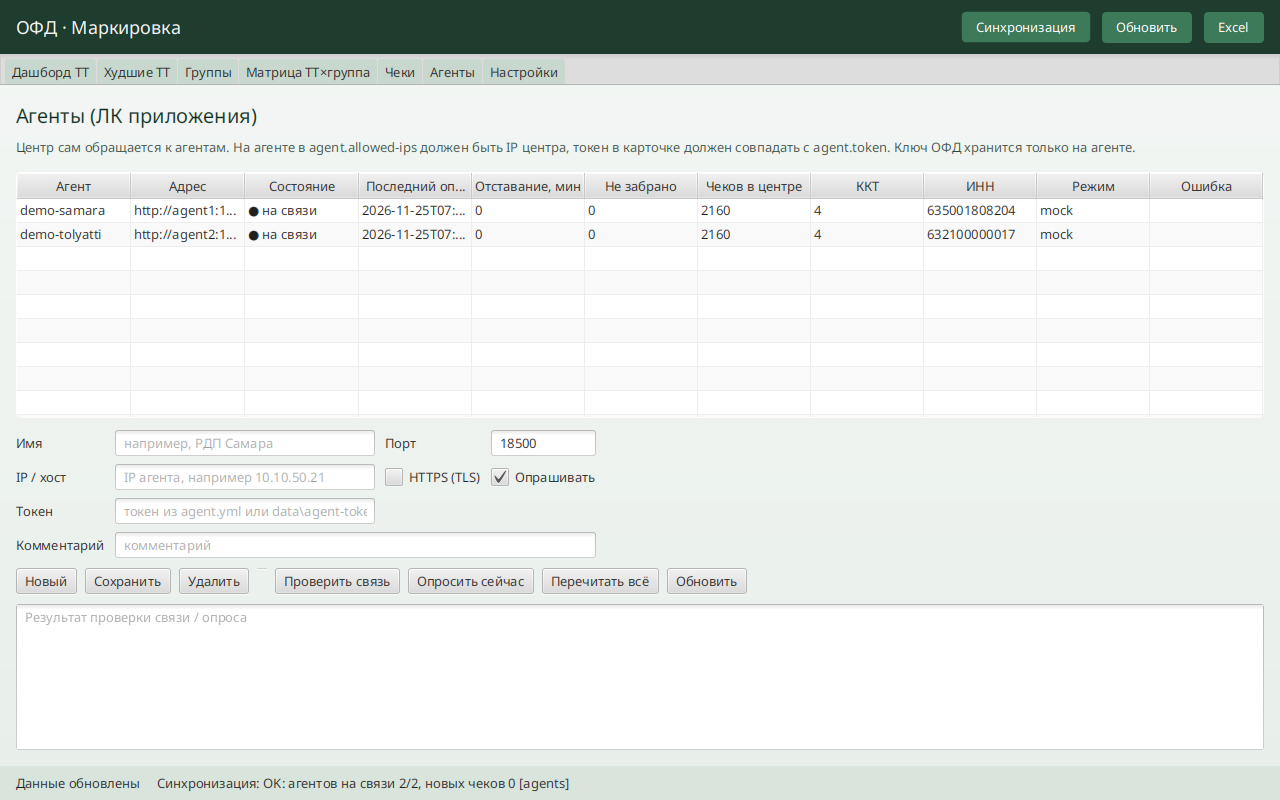 ОФД · Маркировка
Синхронизация
Обновить
Excel
Дашборд ТТ
Худшие ТТ
Группы
Матрица ТТ×группа
Чеки
Агенты
Настройки
Агенты (ЛК приложения)
Центр сам обращается к агентам. На агенте в agent.allowed-ips должен быть IP центра, токен в карточке должен совпадать с agent.token. Ключ ОФД хранится только на агенте.
Агент Адрес Состояние Последний оп... Отставание, мин Не забрано Чеков в центре ККТ ИНН Режим Ошибка
demo-samara http://agent1:1... ● на связи 2026-11-25T07:... 0 0 2160 4 635001808204 mock
demo-tolyatti http://agent2:1... ● на связи 2026-11-25T07:... 0 0 2160 4 632100000017 mock
Имя например, РДП Самара Порт 18500
IP / хост IP агента, например 10.10.50.21 HTTPS (TLS) Опрашивать
Токен токен из agent.yml или data\agent-toke
Комментарий комментарий
Новый Сохранить Удалить Проверить связь Опросить сейчас Перечитать всё Обновить
Результат проверки связи / опроса
Данные обновлены Синхронизация: OK: агентов на связи 2/2, новых чеков 0 [agents]